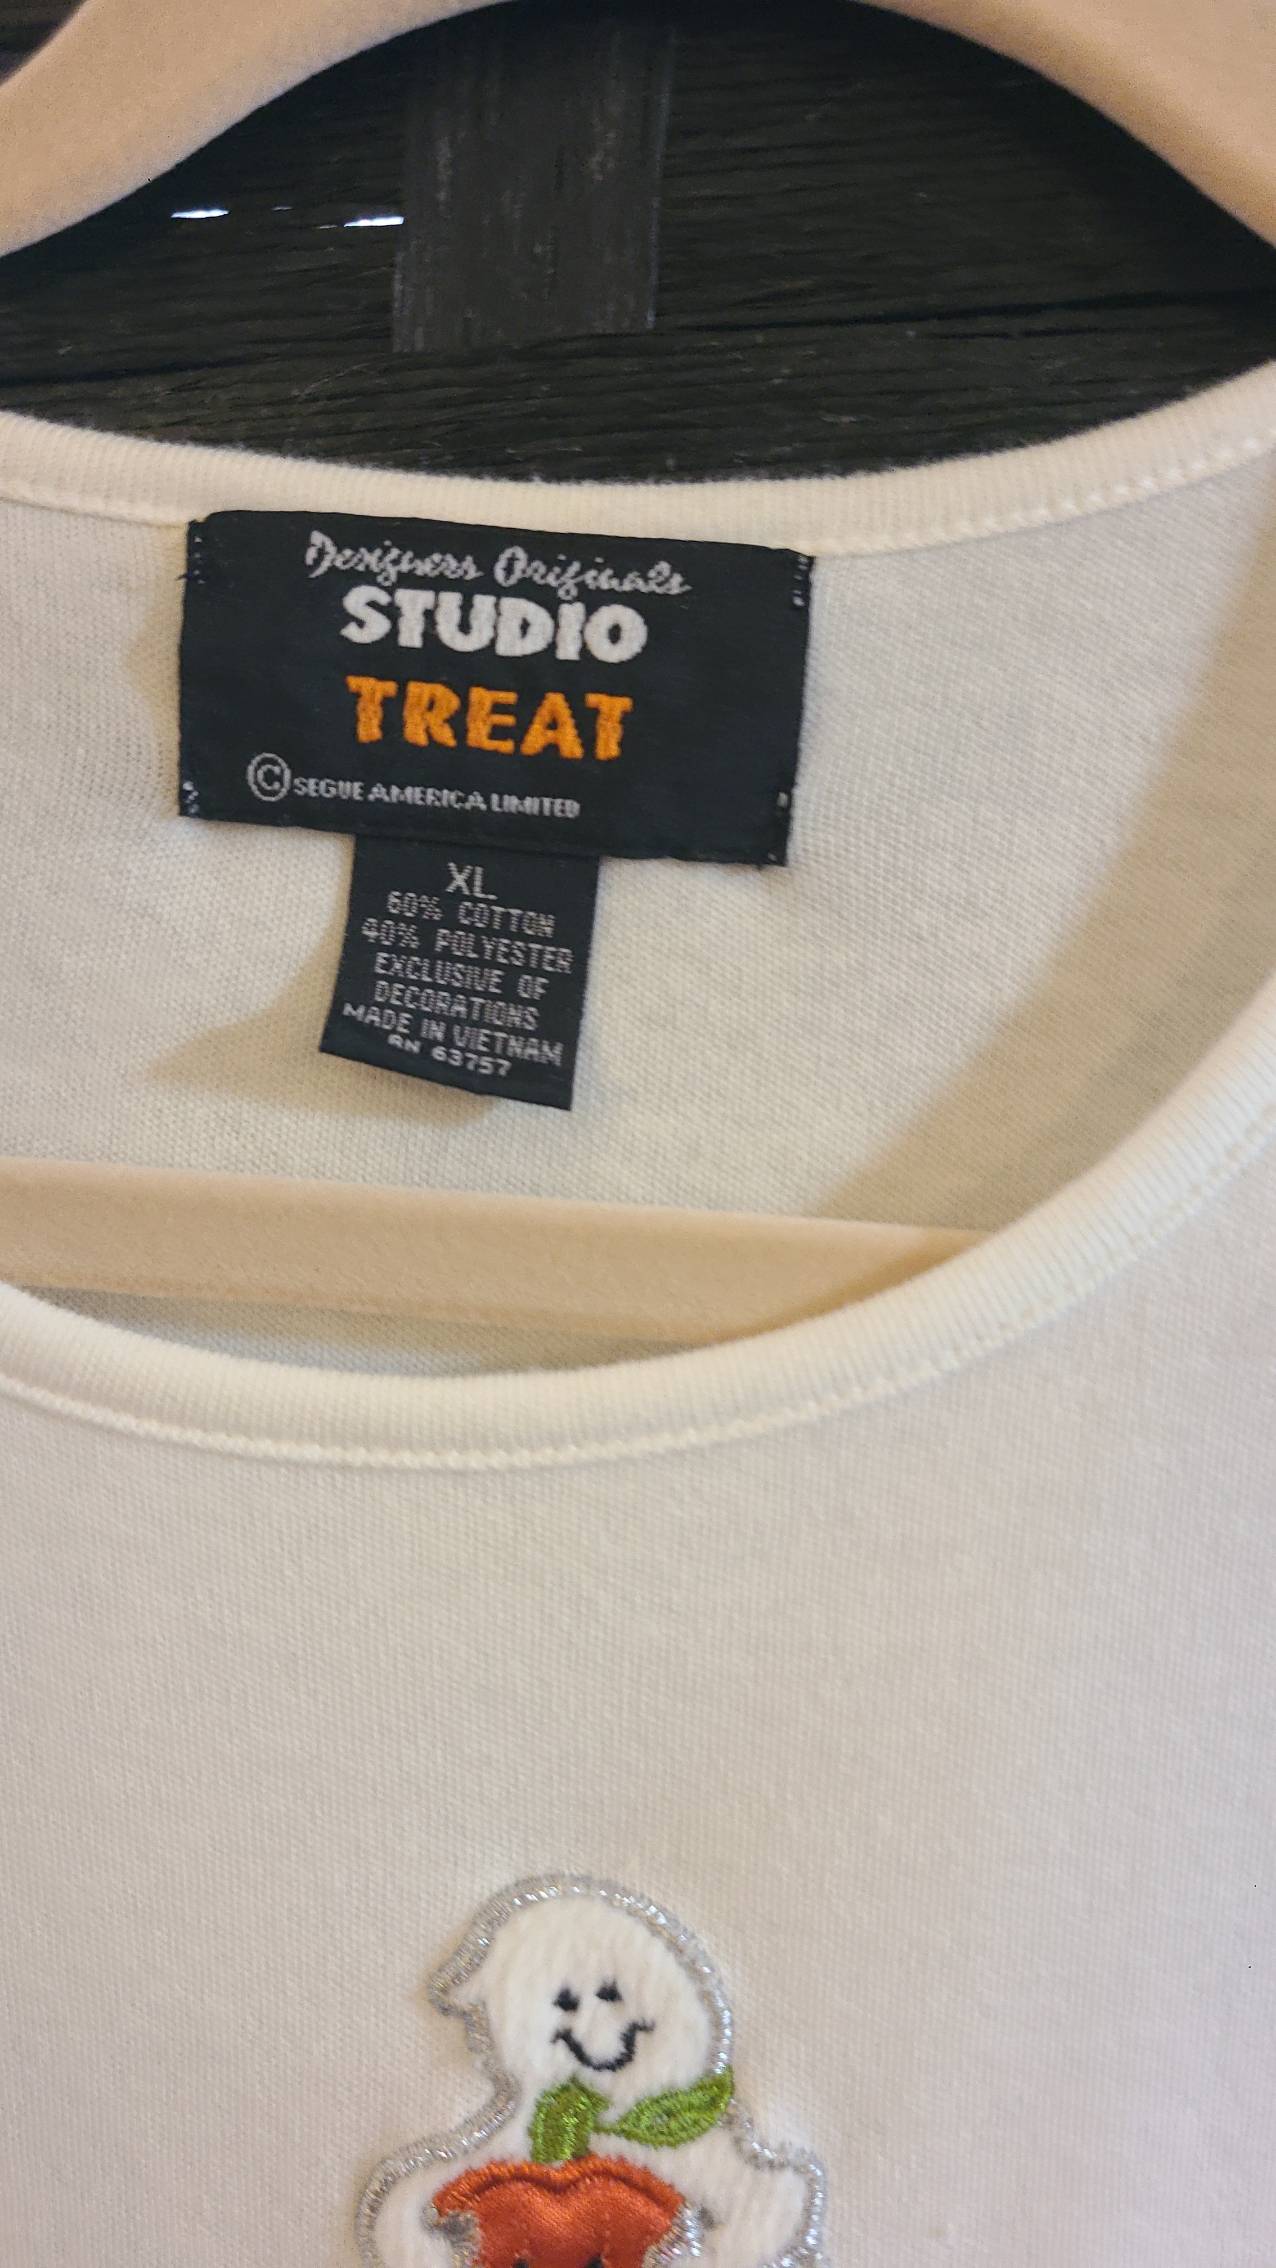 Designers Originals
STUDIO
TREAT
© SEGUE AMERICA LIMITED
XL
60% COTTON
40% POLYESTER
EXCLUSIVE OF
DECORATIONS
MADE IN VIETNAM
RN 63757